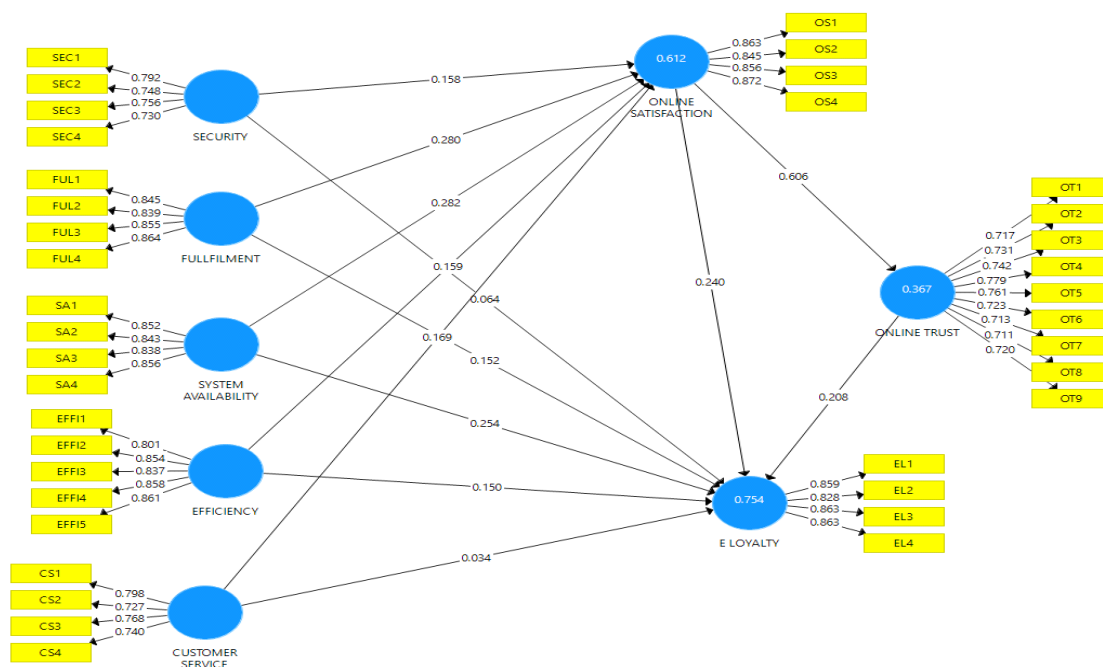 SEC1
SEC2
SEC3
SEC4
0.792
0.748
0.756
0.730
SECURITY
FUL1
FUL2
FUL3
FUL4
0.845
0.839
0.855
0.864
FULLFILMENT
SA1
SA2
SA3
SA4
0.852
0.843
0.838
0.856
SYSTEM
AVAILABILITY
EFFI1
EFFI2
EFFI3
EFFI4
EFFI5
0.801
0.854
0.837
0.858
0.861
EFFICIENCY
CS1
CS2
CS3
CS4
0.798
0.727
0.768
0.740
CUSTOMER
SERVICE
0.158
0.280
0.282
0.159
0.064
0.169
0.152
0.254
0.150
0.034
0.612
ONLINE
SATISFACTION
0.863
0.845
0.856
0.872
OS1
OS2
OS3
OS4
0.606
0.240
0.208
0.367
ONLINE TRUST
0.717
0.731
0.742
0.779
0.761
0.723
0.713
0.711
0.720
OT1
OT2
OT3
OT4
OT5
OT6
OT7
OT8
OT9
0.754
E LOYALTY
0.859
0.828
0.863
0.863
EL1
EL2
EL3
EL4